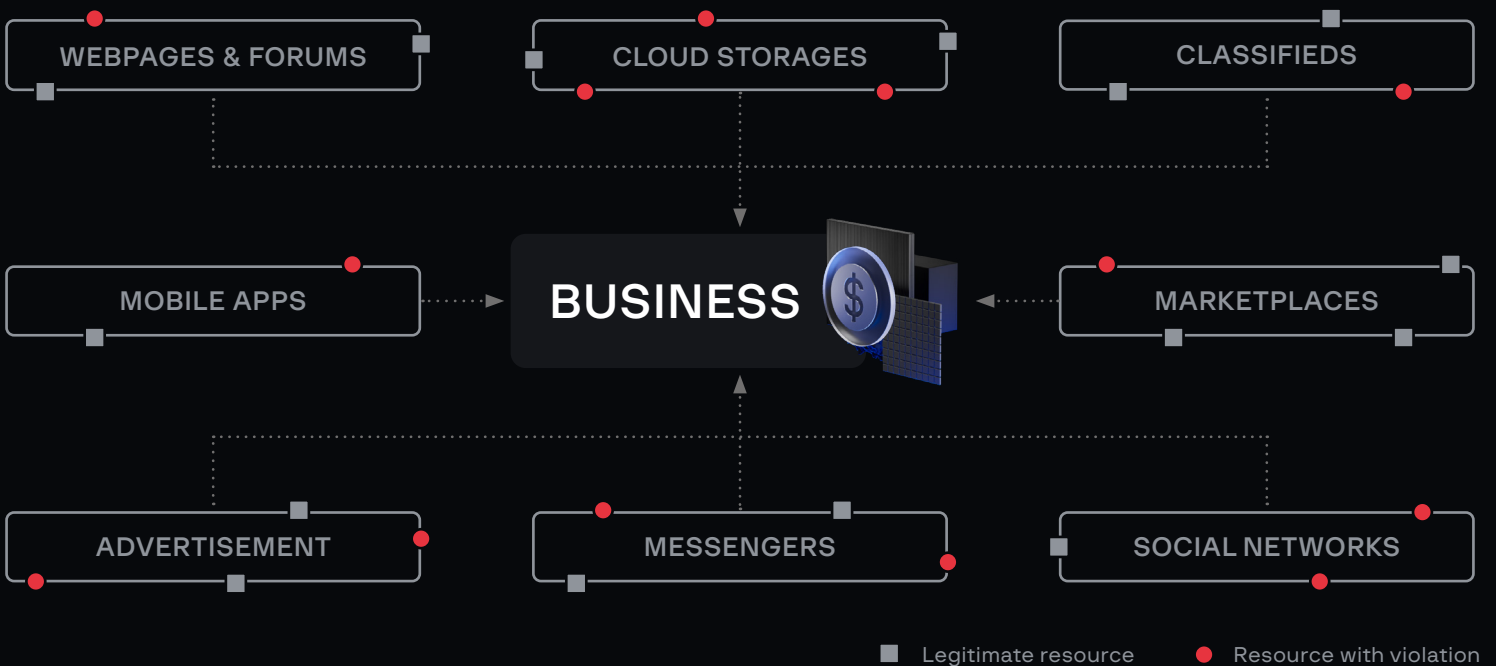 WEBPAGES & FORUMS
CLOUD STORAGES
CLASSIFIEDS
MOBILE APPS
BUSINESS
$
MARKETPLACES
ADVERTISEMENT
MESSENGERS
SOCIAL NETWORKS
Legitimate resource
Resource with violation